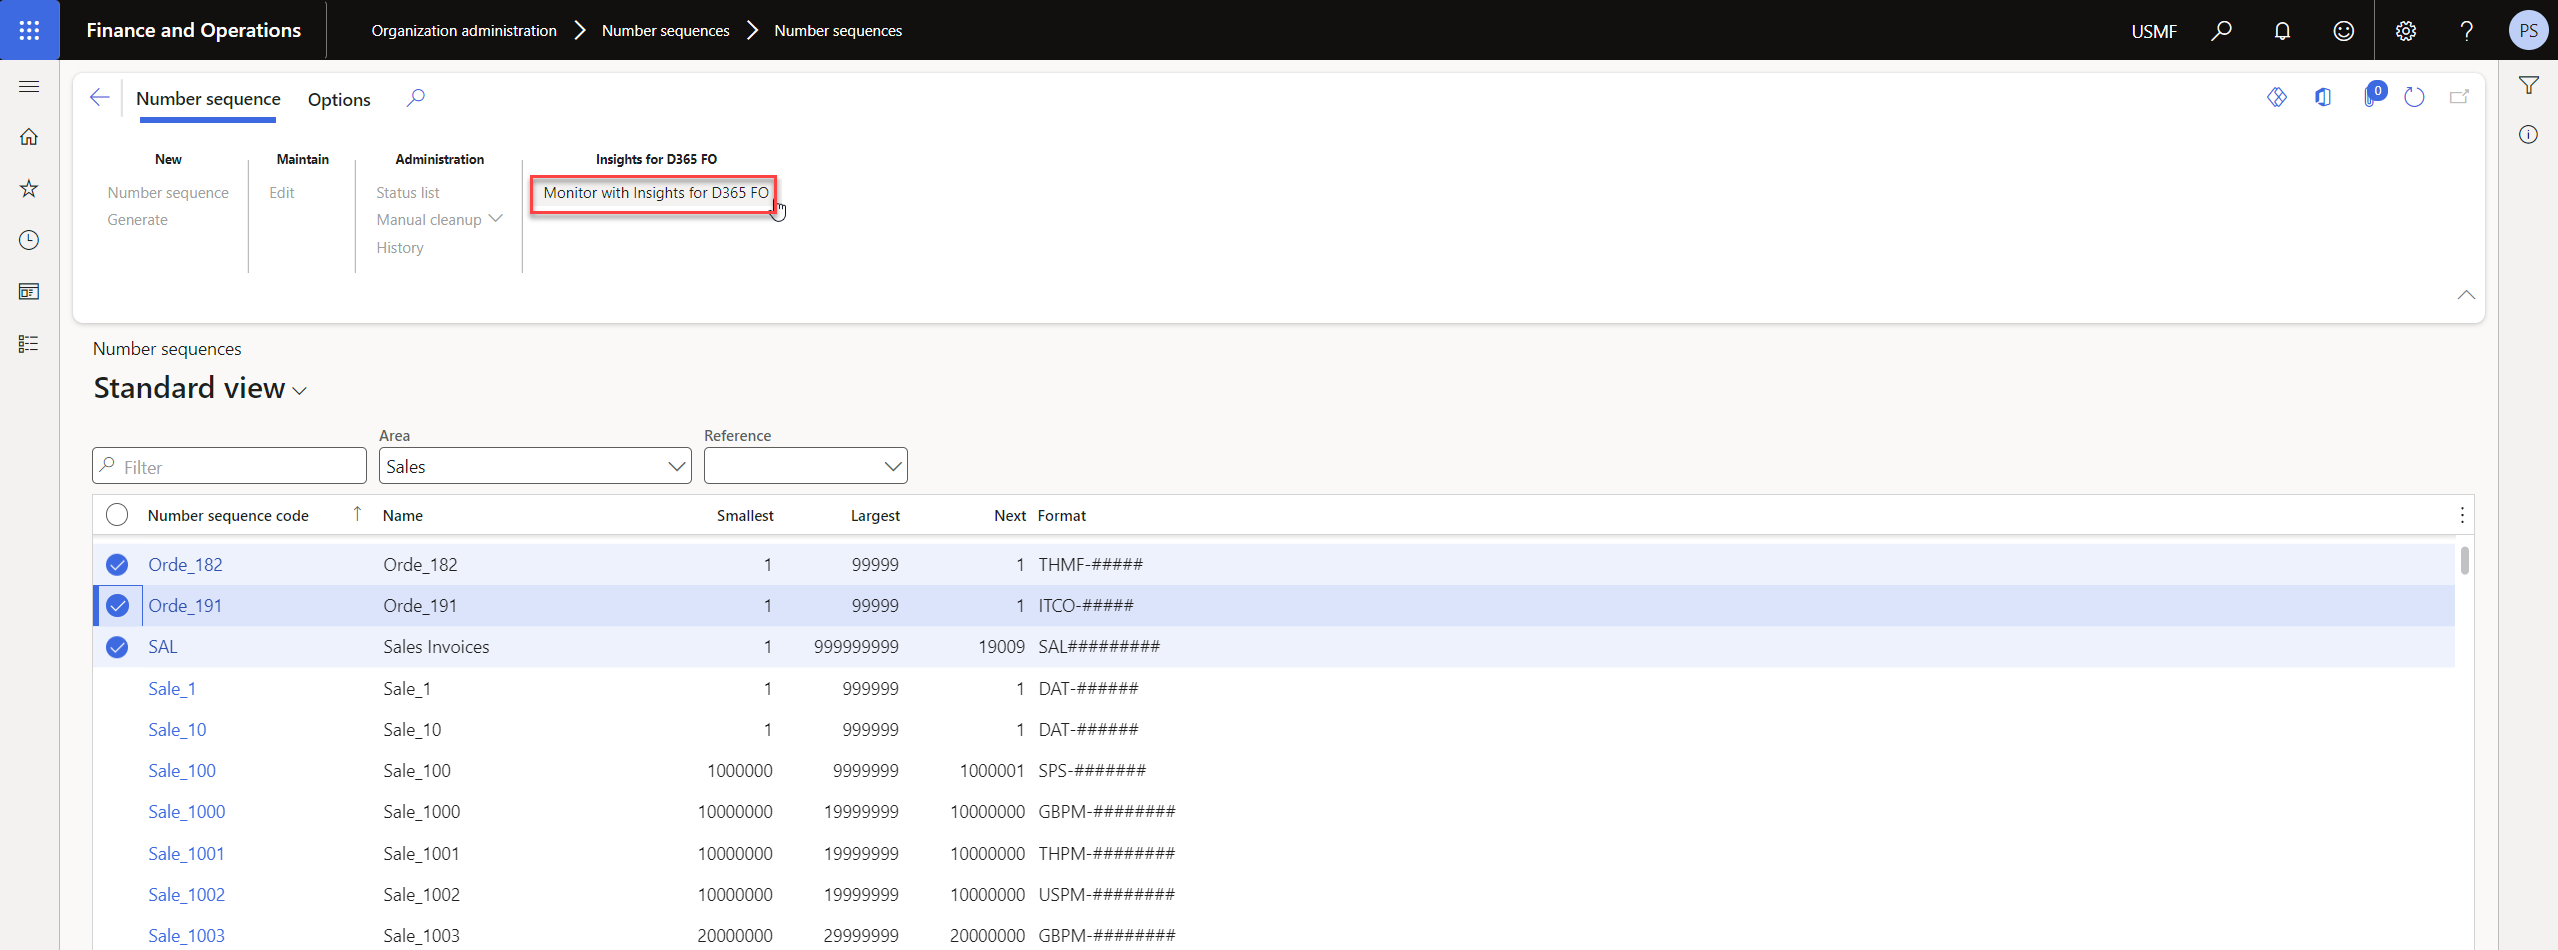 Finance and Operations Organization administration Number sequences Number sequences USMF PS
Number sequence Options 0
New Maintain Administration Insights for D365 FO
Number sequence Edit Status list Monitor with Insights for D365 FO
Generate Manual cleanup
History
Number sequences
Standard view
Area Reference
Filter Sales
Number sequence code Name Smallest Largest Next Format
Orde_182 Orde_182 1 99999 1 THMF-#####
Orde_191 Orde_191 1 99999 1 ITCO-#####
SAL Sales Invoices 1 999999999 19009 SAL#########
Sale_1 Sale_1 1 999999 1 DAT-######
Sale_10 Sale_10 1 999999 1 DAT-######
Sale_100 Sale_100 1000000 9999999 1000001 SPS-#######
Sale_1000 Sale_1000 10000000 19999999 10000000 GBPM-########
Sale_1001 Sale_1001 10000000 19999999 10000000 THPM-########
Sale_1002 Sale_1002 10000000 19999999 10000000 USPM-########
Sale_1003 Sale_1003 20000000 29999999 20000000 GBPM-########